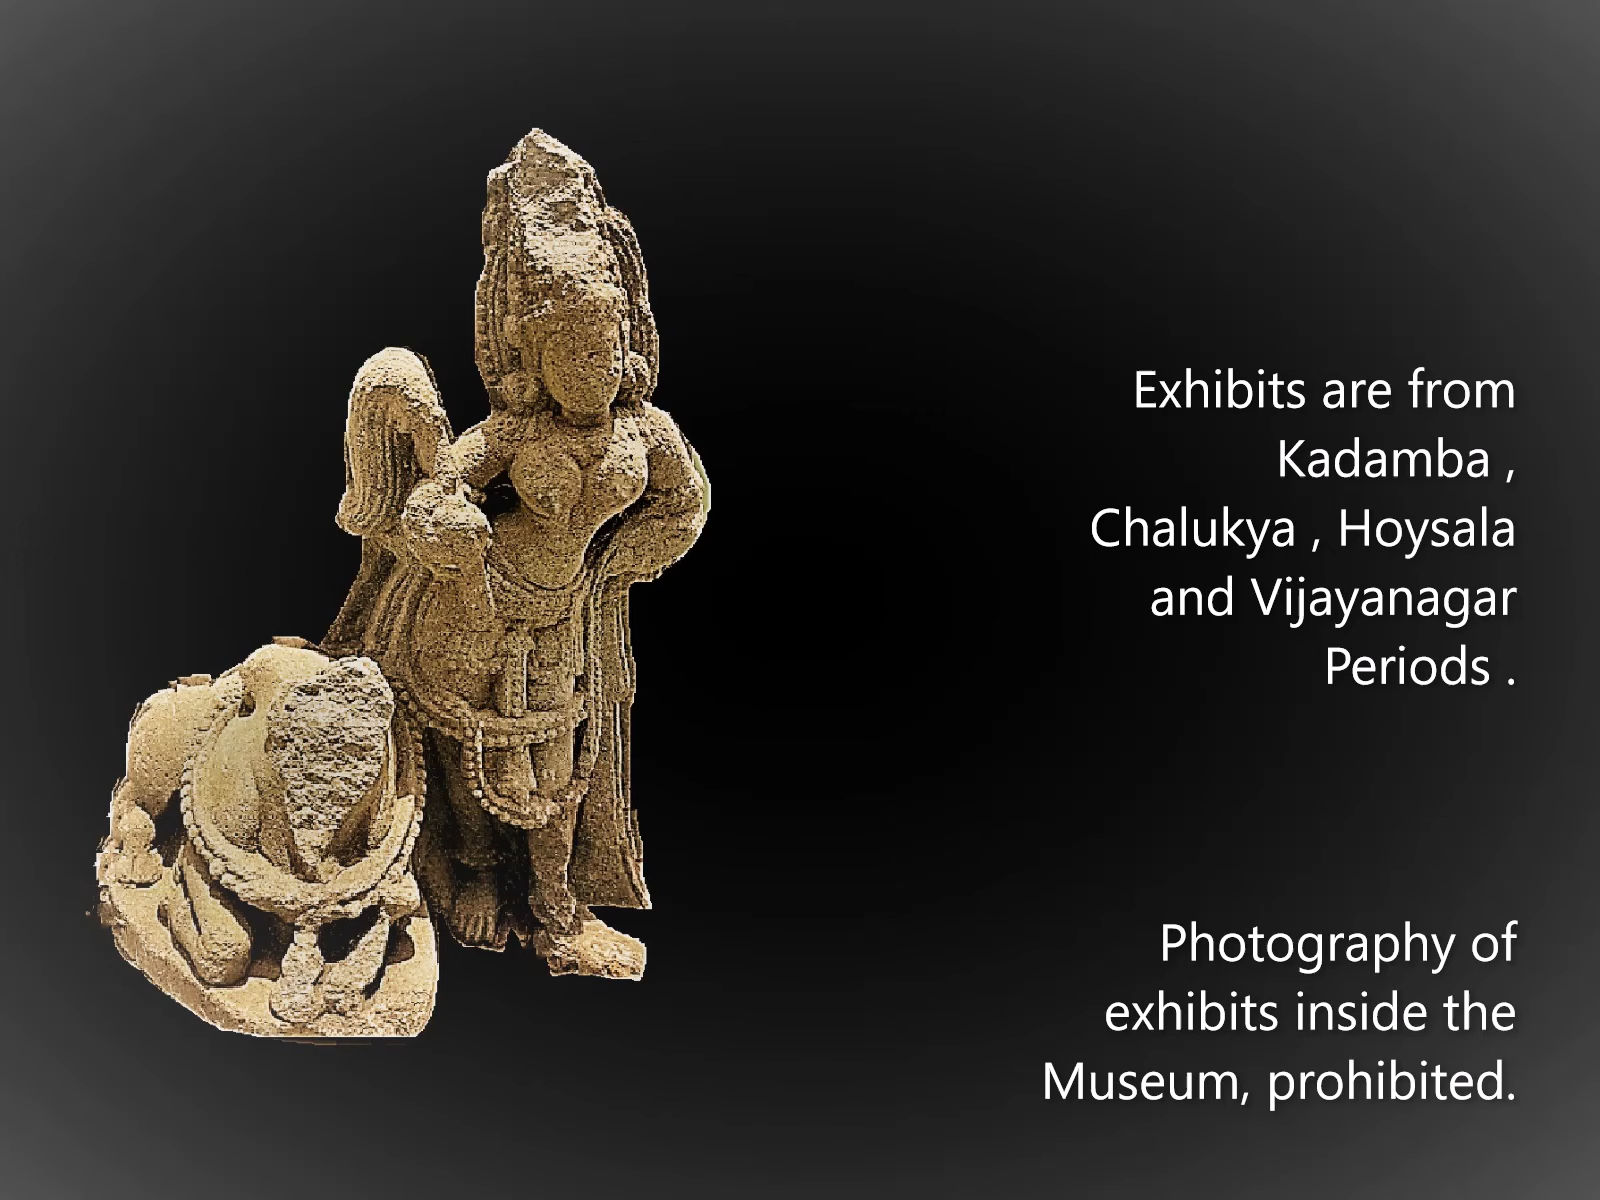 Exhibits are from
Kadamba ,
Chalukya , Hoysala
and Vijayanagar
Periods .
Photography of
exhibits inside the
Museum, prohibited.